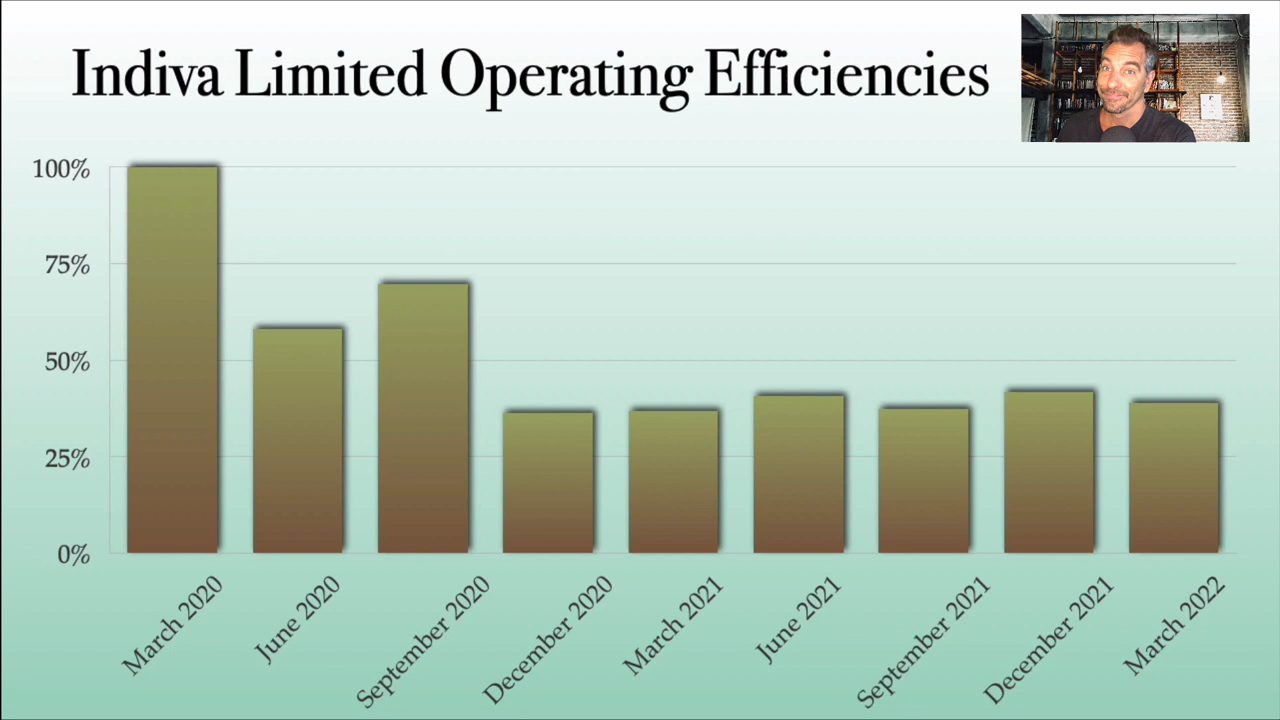 Indiva Limited Operating Efficiencies
100%
75%
50%
25%
0%
March 2020
June 2020
September 2020
December 2020
March 2021
June 2021
September 2021
December 2021
March 2022